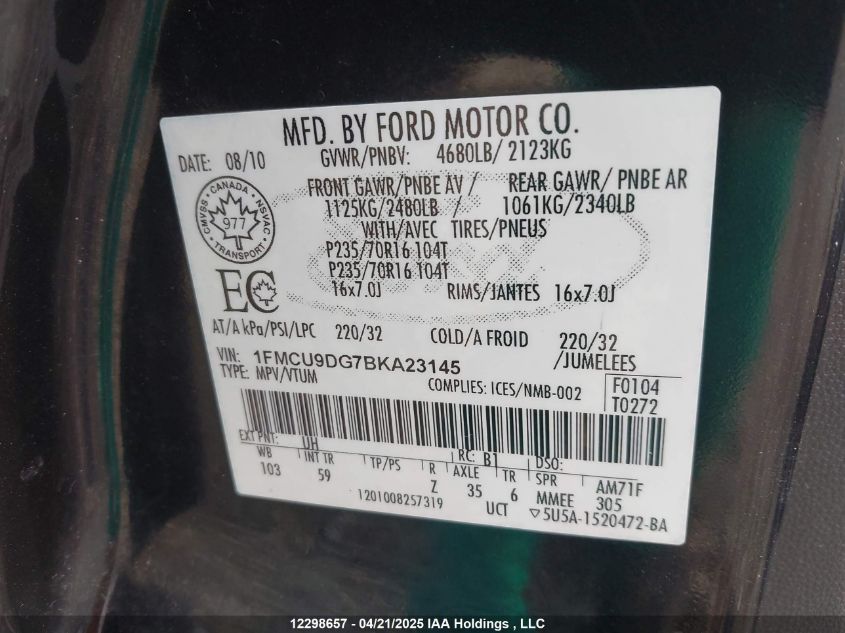 MFD. BY FORD MOTOR CO.
DATE: 08/10 GVWR/PNBV: 4680LB/ 2123KG
FRONT GAWR/PNBE AV / REAR GAWR/ PNBE AR
1125KG/2480LB / 1061KG/2340LB
WITH/AVEC TIRES/PNEUS
P235/70R16 104T
P235/70R16 104T
16x7.0J RIMS/JANTES 16x7.0J
CANADA
CMVSS NSVAC
977
TRANSPORT
EC
AT/A kPa/PSI/LPC 220/32 COLD/A FROID 220/32
VIN: 1FMCU9DG7BKA23145 /JUMELEES
TYPE: MPV/VTUM COMPLIES: ICES/NMB-002 F0104
T0272
EXT PNT: UH RC: B1 DSO:
WB INT TR TP/PS R AXLE TR SPR AM71F
103 59 Z 35 6 MMEE 305
1201008257319 UCT ▽5U5A-1520472-BA
12298657 - 04/21/2025 IAA Holdings , LLC